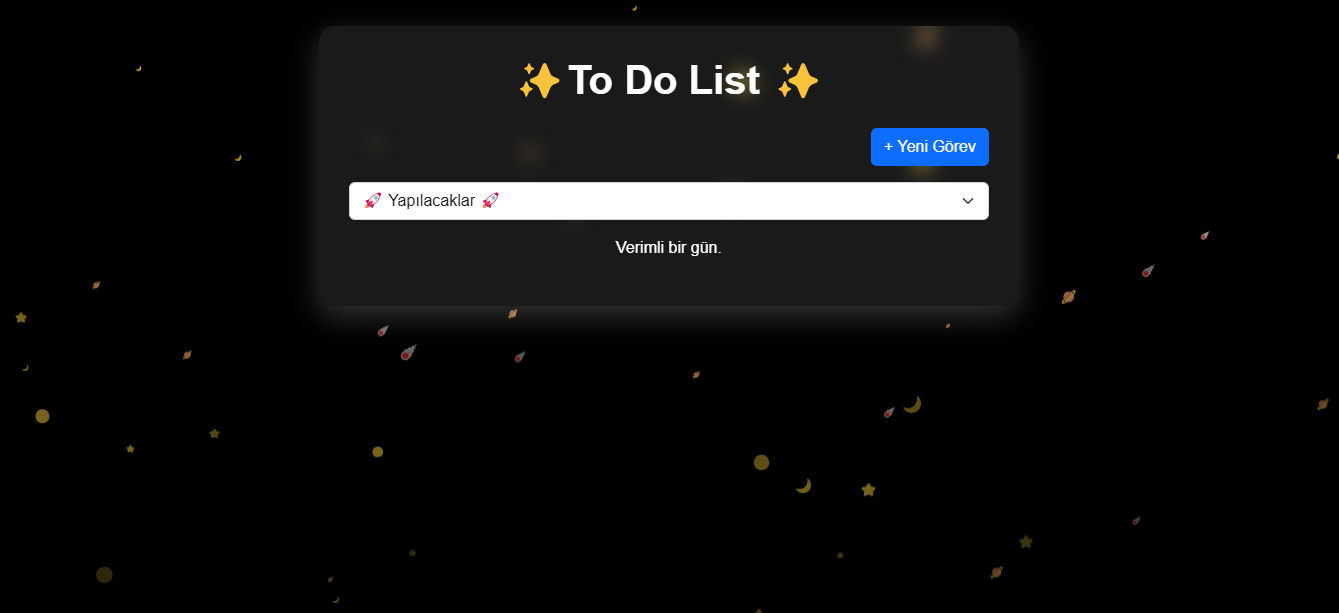 ✨To Do List ✨
+ Yeni Görev
🚀 Yapılacaklar 🚀
Verimli bir gün.